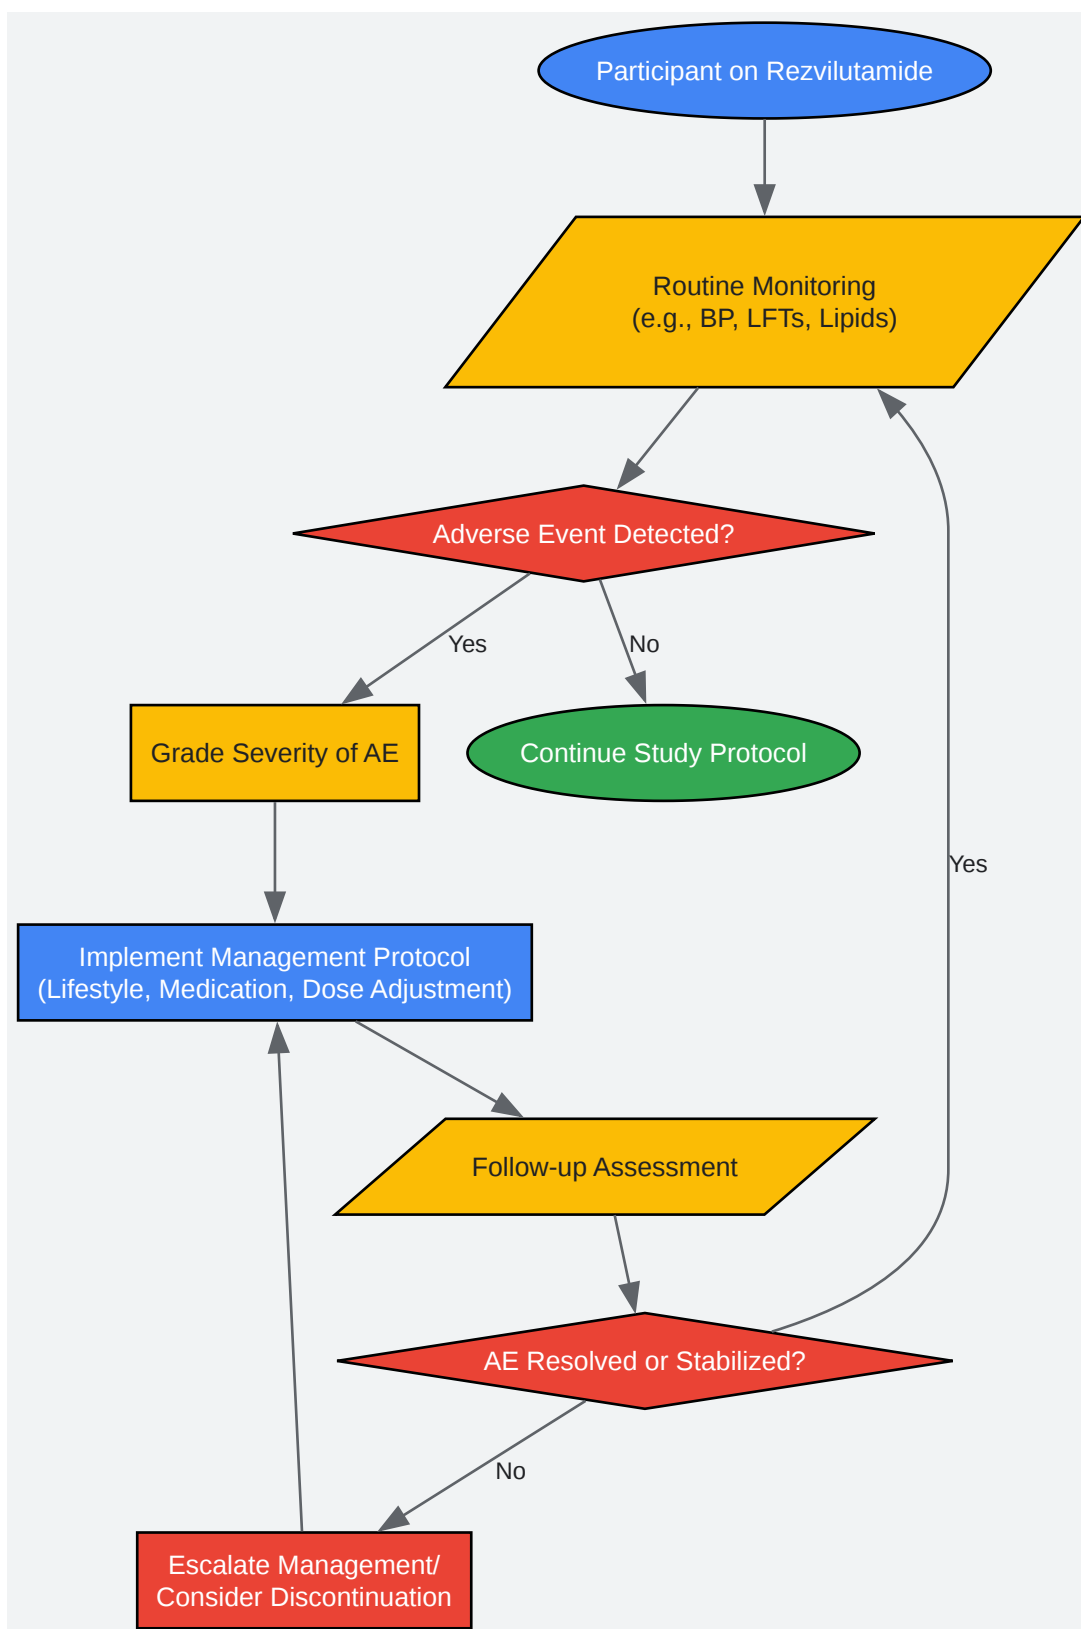 Participant on Rezvilutamide
Routine Monitoring
(e.g., BP, LFTs, Lipids)
Adverse Event Detected?
Yes
No
Grade Severity of AE
Continue Study Protocol
Yes
Implement Management Protocol
(Lifestyle, Medication, Dose Adjustment)
Follow-up Assessment
AE Resolved or Stabilized?
No
Escalate Management/
Consider Discontinuation